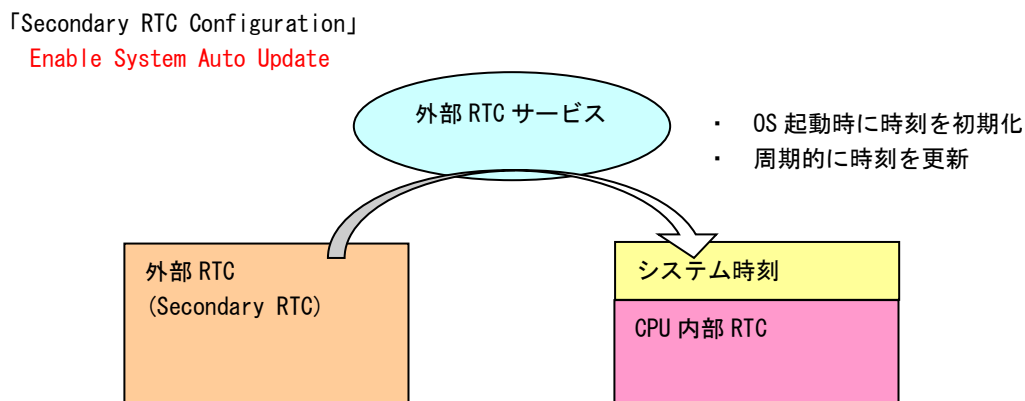 「Secondary RTC Configuration」
Enable System Auto Update
外部 RTC サービス
・ OS 起動時に時刻を初期化
・ 周期的に時刻を更新
外部 RTC
(Secondary RTC)
システム時刻
CPU 内部 RTC